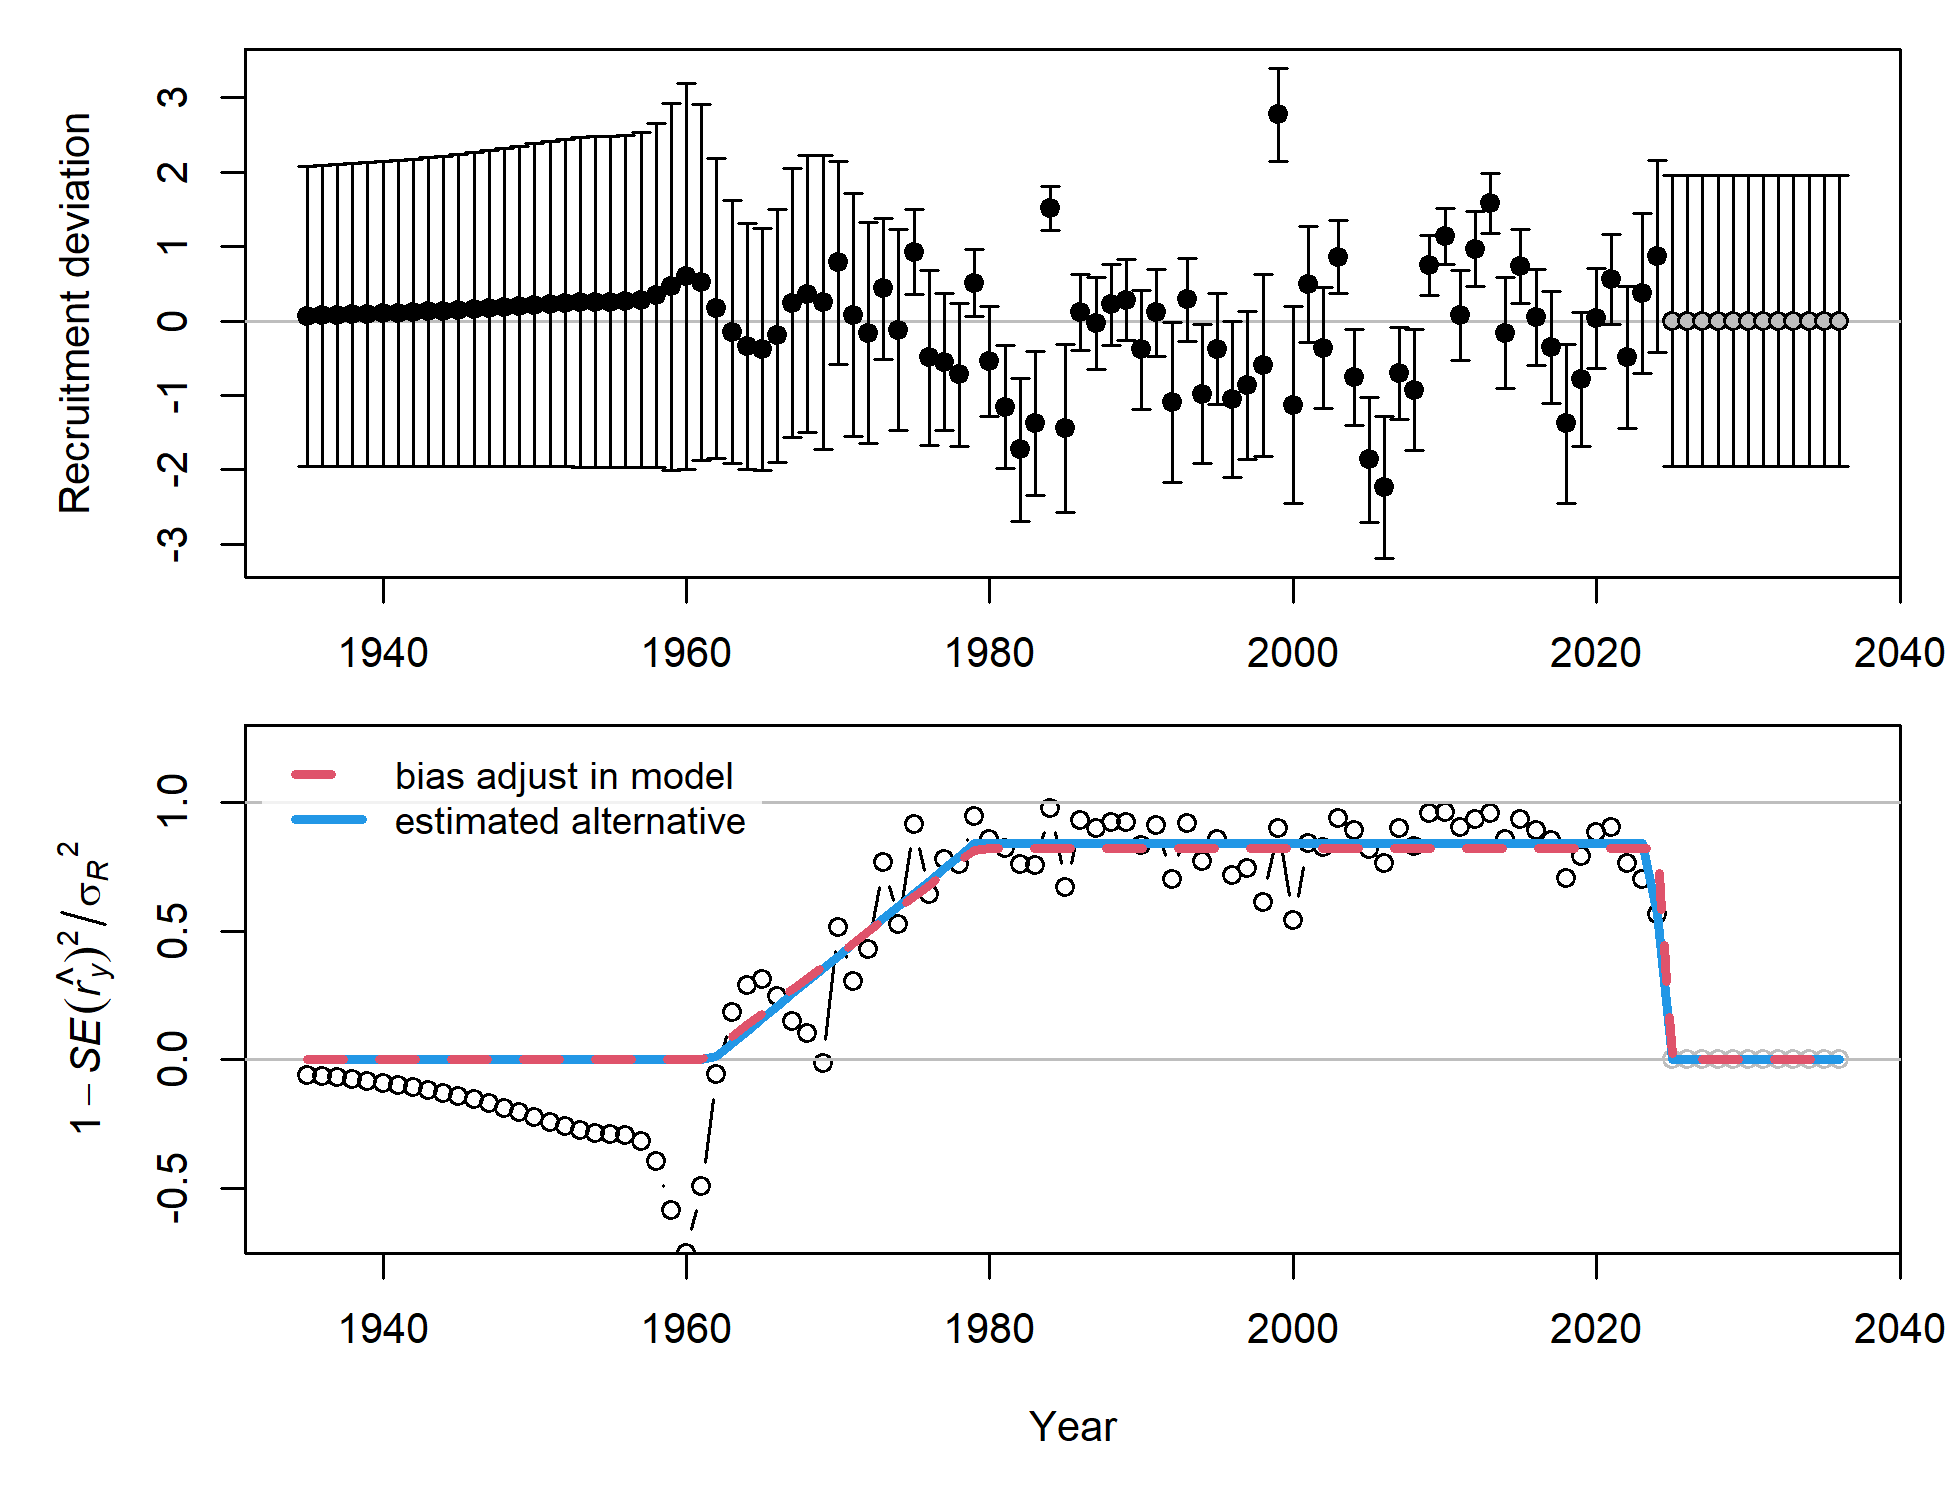 Recruitment deviation
3
2
1
0
-1
-2
-3
1940 1960 1980 2000 2020 2040
bias adjust in model
estimated alternative
1 − SE(r̂y)² / σR²
1.0
0.5
0.0
-0.5
1940 1960 1980 2000 2020 2040
Year